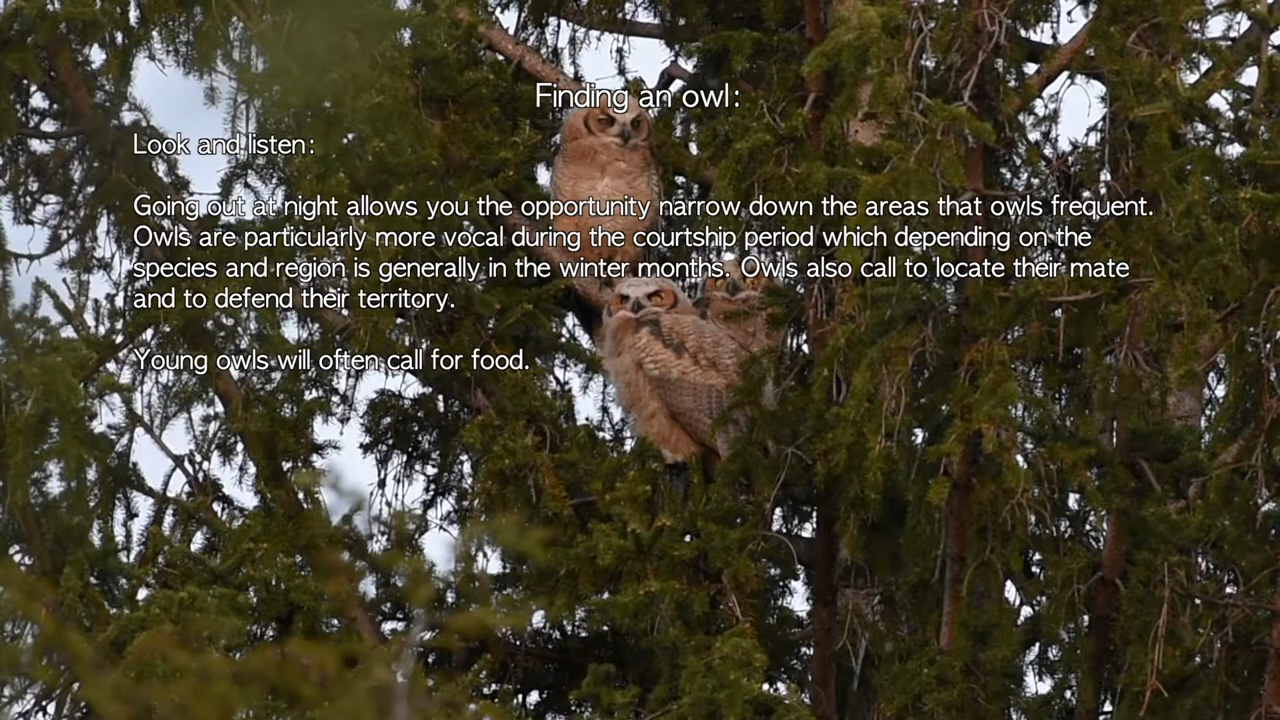 Finding an owl:
Look and listen:
Going out at night allows you the opportunity narrow down the areas that owls frequent.
Owls are particularly more vocal during the courtship period which depending on the
species and region is generally in the winter months. Owls also call to locate their mate
and to defend their territory.
Young owls will often call for food.